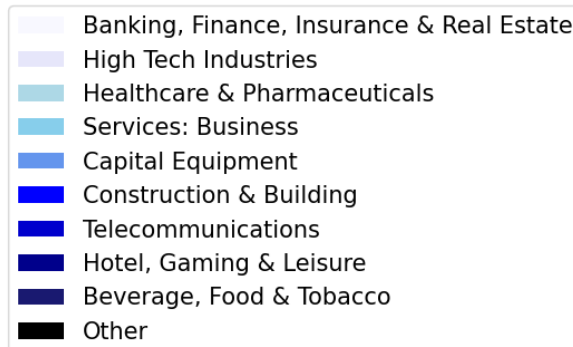 Banking, Finance, Insurance & Real Estate
High Tech Industries
Healthcare & Pharmaceuticals
Services: Business
Capital Equipment
Construction & Building
Telecommunications
Hotel, Gaming & Leisure
Beverage, Food & Tobacco
Other